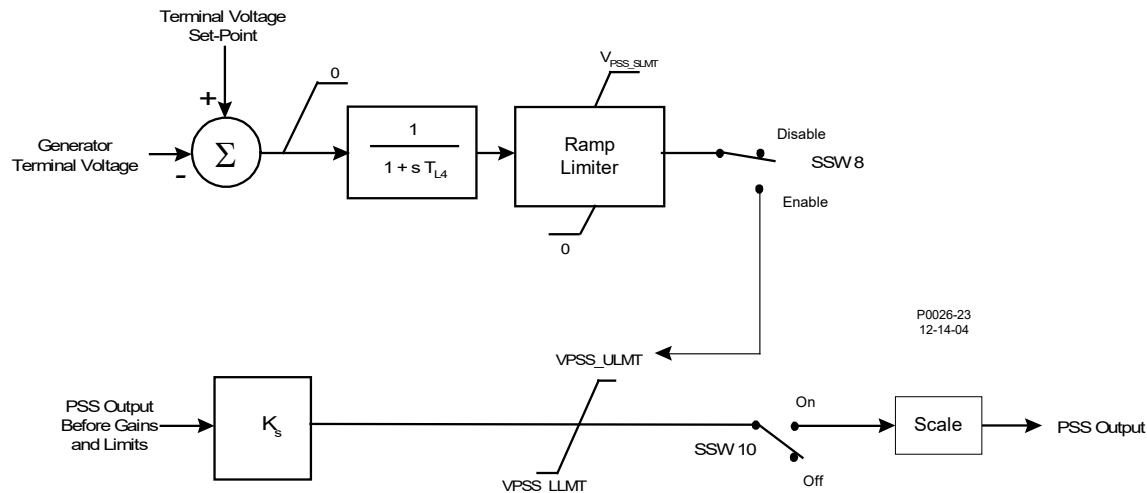 Terminal Voltage
Set-Point
+
0
V_PSS_SLMT
Generator
Terminal Voltage
-
Σ
1
1 + s T_L4
Ramp
Limiter
Disable
SSW 8
Enable
0
P0026-23
12-14-04
VPSS_ULMT
PSS Output
Before Gains
and Limits
K_s
On
Scale
PSS Output
SSW 10
Off
VPSS_LLMT